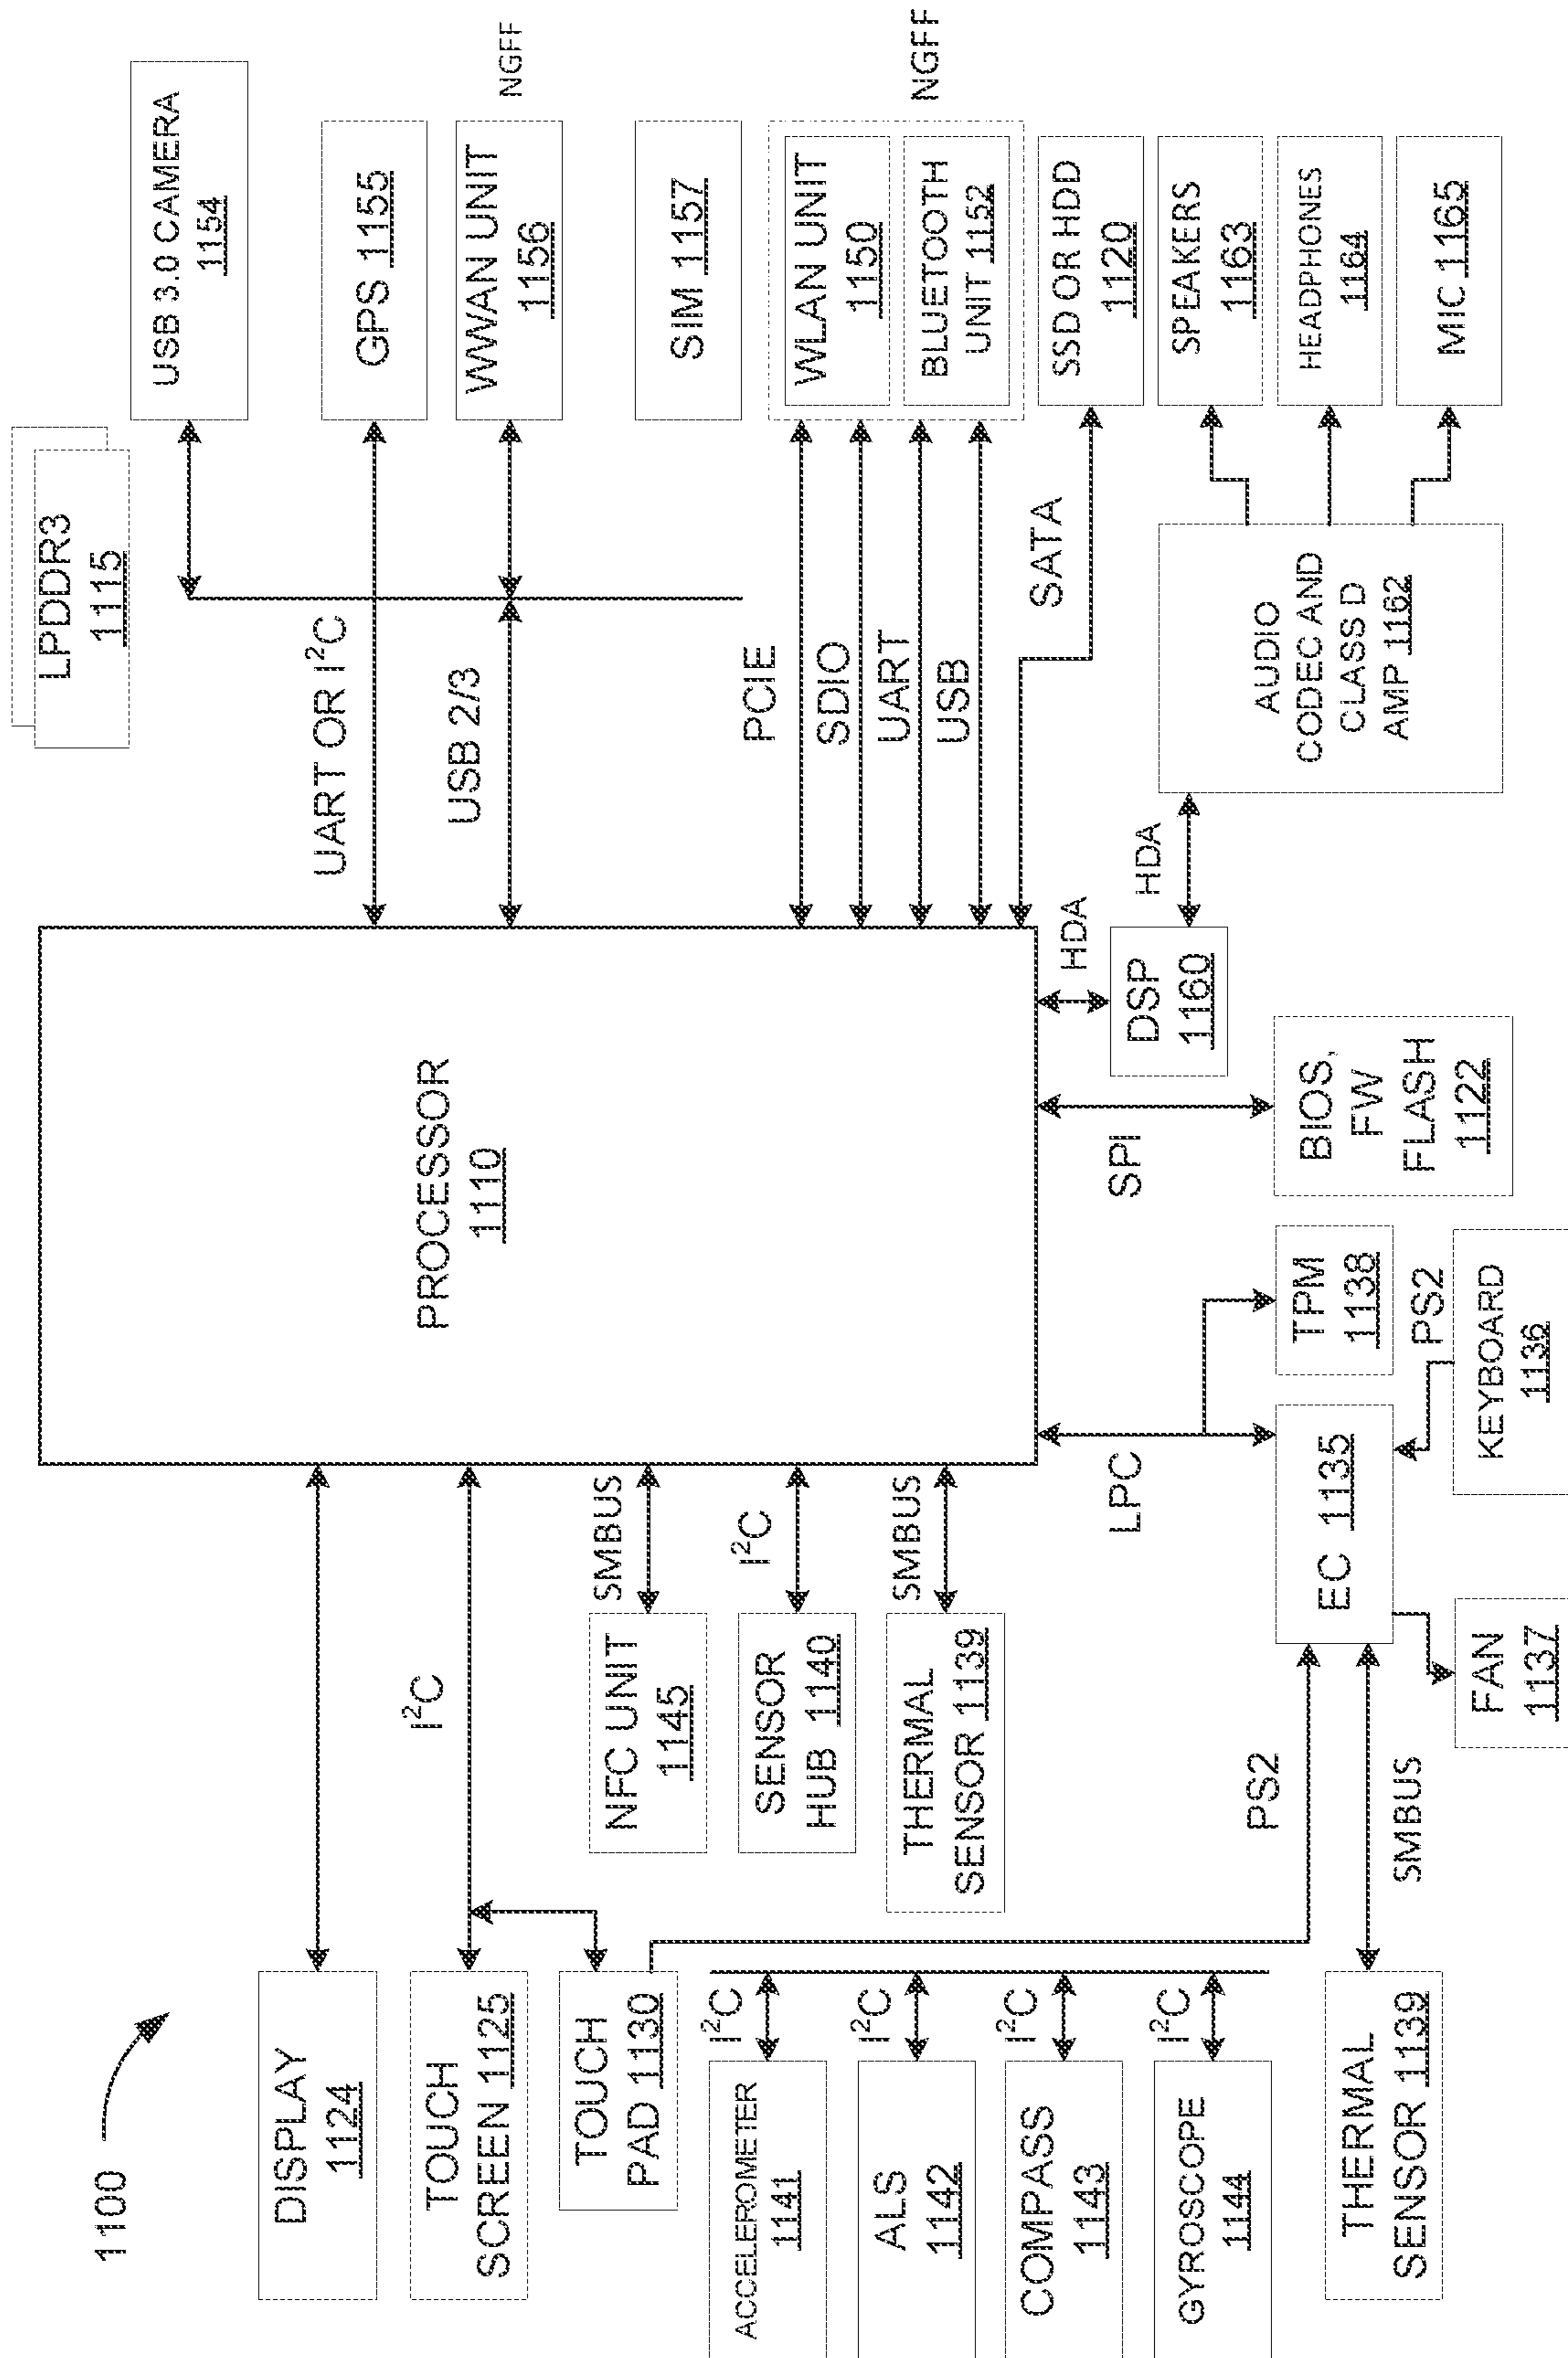 1100
DISPLAY
1124
TOUCH
SCREEN 1125
I²C
TOUCH
PAD 1130
ACCELEROMETER
1141
I²C
ALS
1142
I²C
COMPASS
1143
I²C
GYROSCOPE
1144
I²C
THERMAL
SENSOR 1139
SMBUS
PS2
NFC UNIT
1145
SMBUS
SENSOR
HUB 1140
I²C
THERMAL
SENSOR 1139
SMBUS
FAN
1137
EC 1135
LPC
KEYBOARD
1136
PS2
TPM
1138
PROCESSOR
1110
SPI
BIOS,
FW
FLASH
1122
DSP
1160
HDA
HDA
AUDIO
CODEC AND
CLASS D
AMP 1162
LPDDR3
1115
UART OR I²C
USB 2/3
PCIE
SDIO
UART
USB
SATA
USB 3.0 CAMERA
1154
GPS 1155
WWAN UNIT
1156
NGFF
SIM 1157
WLAN UNIT
1150
BLUETOOTH
UNIT 1152
NGFF
SSD OR HDD
1120
SPEAKERS
1163
HEADPHONES
1164
MIC 1165